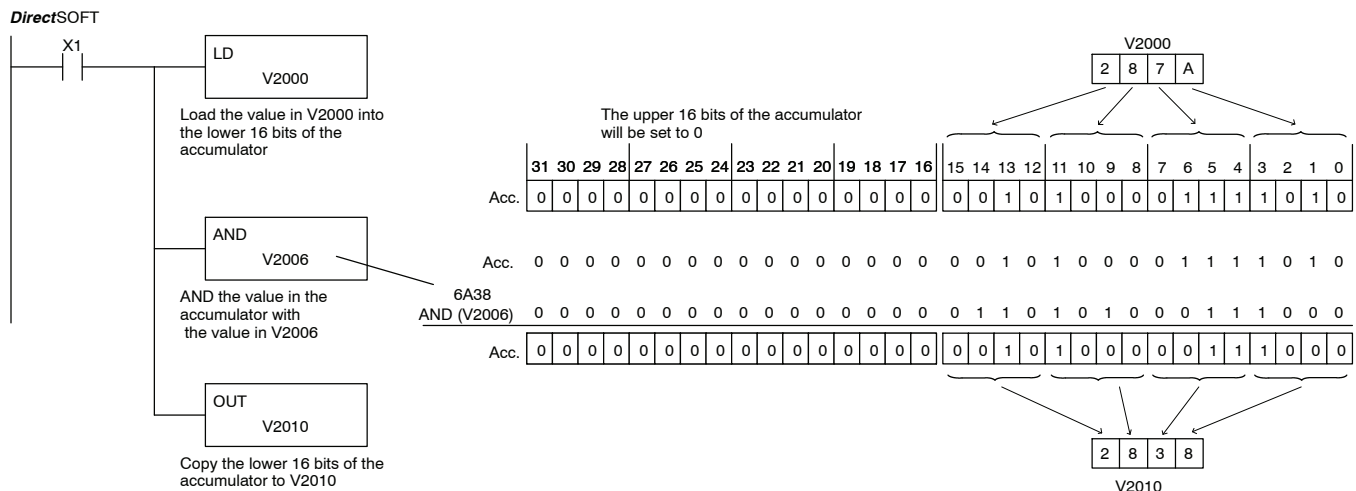 DirectSOFT
X1
LD
V2000
Load the value in V2000 into
the lower 16 bits of the
accumulator
AND
V2006
AND the value in the
accumulator with
the value in V2006
OUT
V2010
Copy the lower 16 bits of the
accumulator to V2010
V2000
2 8 7 A
The upper 16 bits of the accumulator
will be set to 0
31 30 29 28 27 26 25 24 23 22 21 20 19 18 17 16 15 14 13 12 11 10 9 8 7 6 5 4 3 2 1 0
Acc. 0 0 0 0 0 0 0 0 0 0 0 0 0 0 0 0 0 0 1 0 1 0 0 0 0 1 1 1 1 0 1 0
Acc. 0 0 0 0 0 0 0 0 0 0 0 0 0 0 0 0 0 0 1 0 1 0 0 0 0 1 1 1 1 0 1 0
6A38
AND (V2006) 0 0 0 0 0 0 0 0 0 0 0 0 0 0 0 0 0 1 1 0 1 0 1 0 0 0 1 1 1 0 0 0
Acc. 0 0 0 0 0 0 0 0 0 0 0 0 0 0 0 0 0 0 1 0 1 0 0 0 0 0 1 1 1 0 0 0
2 8 3 8
V2010